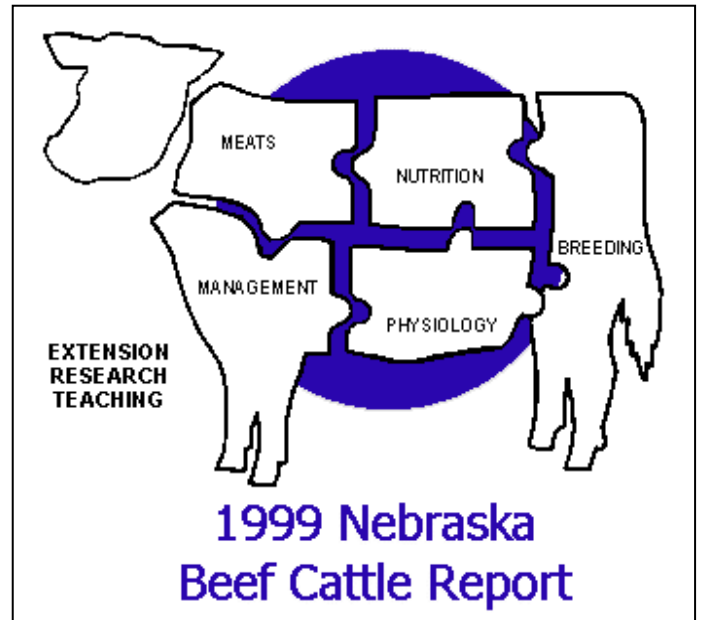 MEATS
NUTRITION
BREEDING
MANAGEMENT
PHYSIOLOGY
EXTENSION
RESEARCH
TEACHING
1999 Nebraska
Beef Cattle Report